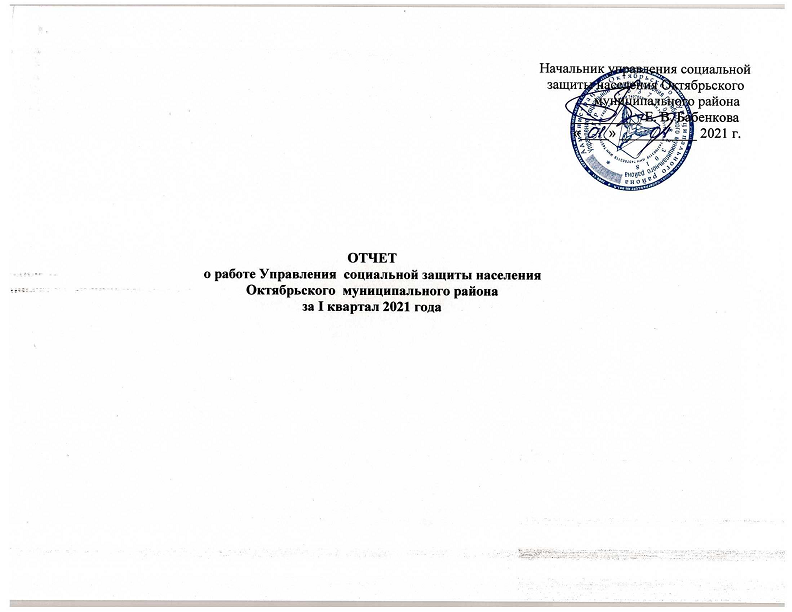 Начальник управления социальной
защиты населения Октябрьского
муниципального района
Е. В. Бабенкова
« 01 » 04 2021 г.
ОТЧЕТ
о работе Управления социальной защиты населения
Октябрьского муниципального района
за I квартал 2021 года